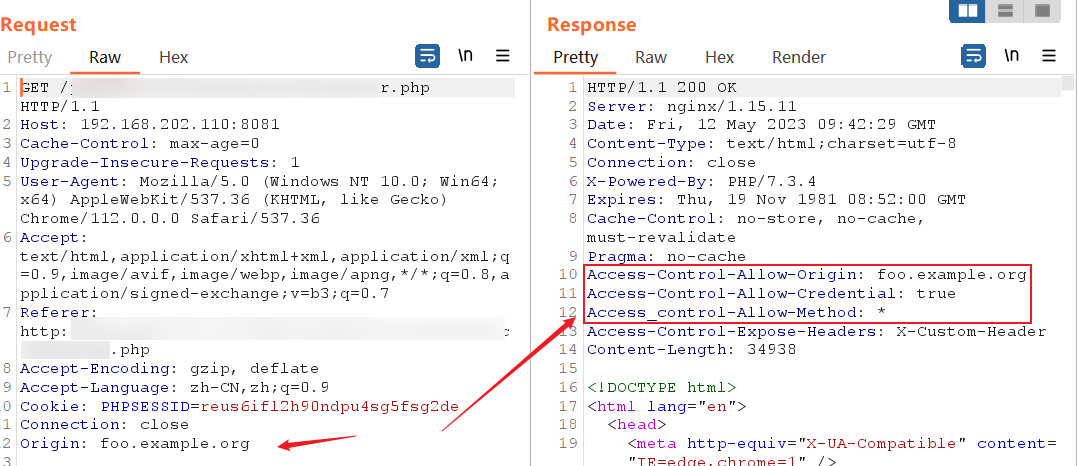 Request
Pretty Raw Hex
\n
1 GET / r.php
HTTP/1.1
2 Host: 192.168.202.110:8081
3 Cache-Control: max-age=0
4 Upgrade-Insecure-Requests: 1
5 User-Agent: Mozilla/5.0 (Windows NT 10.0; Win64;
x64) AppleWebKit/537.36 (KHTML, like Gecko)
Chrome/112.0.0.0 Safari/537.36
6 Accept:
text/html,application/xhtml+xml,application/xml;q
=0.9,image/avif,image/webp,image/apng,*/*;q=0.8,a
pplication/signed-exchange;v=b3;q=0.7
7 Referer:
http:
.php
8 Accept-Encoding: gzip, deflate
9 Accept-Language: zh-CN,zh;q=0.9
0 Cookie: PHPSESSID=reus6ifl2h90ndpu4sg5fsg2de
1 Connection: close
2 Origin: foo.example.org
3
Response
Pretty Raw Hex Render
\n
1 HTTP/1.1 200 OK
2 Server: nginx/1.15.11
3 Date: Fri, 12 May 2023 09:42:29 GMT
4 Content-Type: text/html;charset=utf-8
5 Connection: close
6 X-Powered-By: PHP/7.3.4
7 Expires: Thu, 19 Nov 1981 08:52:00 GMT
8 Cache-Control: no-store, no-cache,
must-revalidate
9 Pragma: no-cache
10 Access-Control-Allow-Origin: foo.example.org
11 Access-Control-Allow-Credential: true
12 Access_control-Allow-Method: *
13 Access-Control-Expose-Headers: X-Custom-Header
14 Content-Length: 34938
15
16 <!DOCTYPE html>
17 <html lang="en">
18 <head>
19 <meta http-equiv="X-UA-Compatible" content=
"IE=edge,chrome=1" />